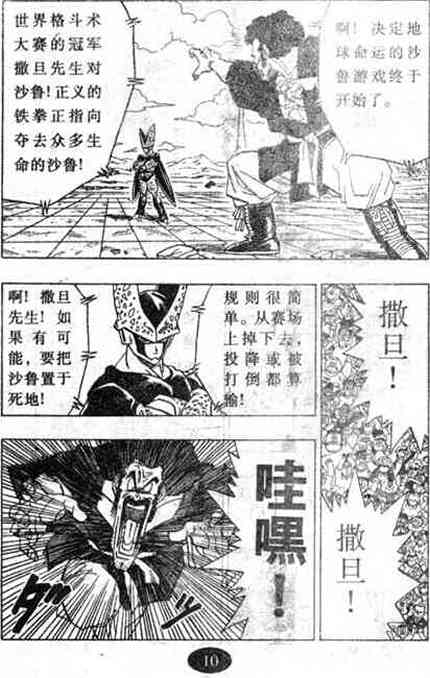 啊！决定地
球命运的沙
鲁游戏终于
开始了。
世界格斗术
大赛的冠军
撒旦先生对
沙鲁！正义的
铁拳正指向
夺去众多生
命的沙鲁！
撒旦！
撒旦！
规则很简
单。从赛场
上掉下去，
投降或被
打倒都算
输！
啊！撒旦
先生！如
果有可
能，要把
沙鲁置于
死地！
哇嘿！
ダダ
10